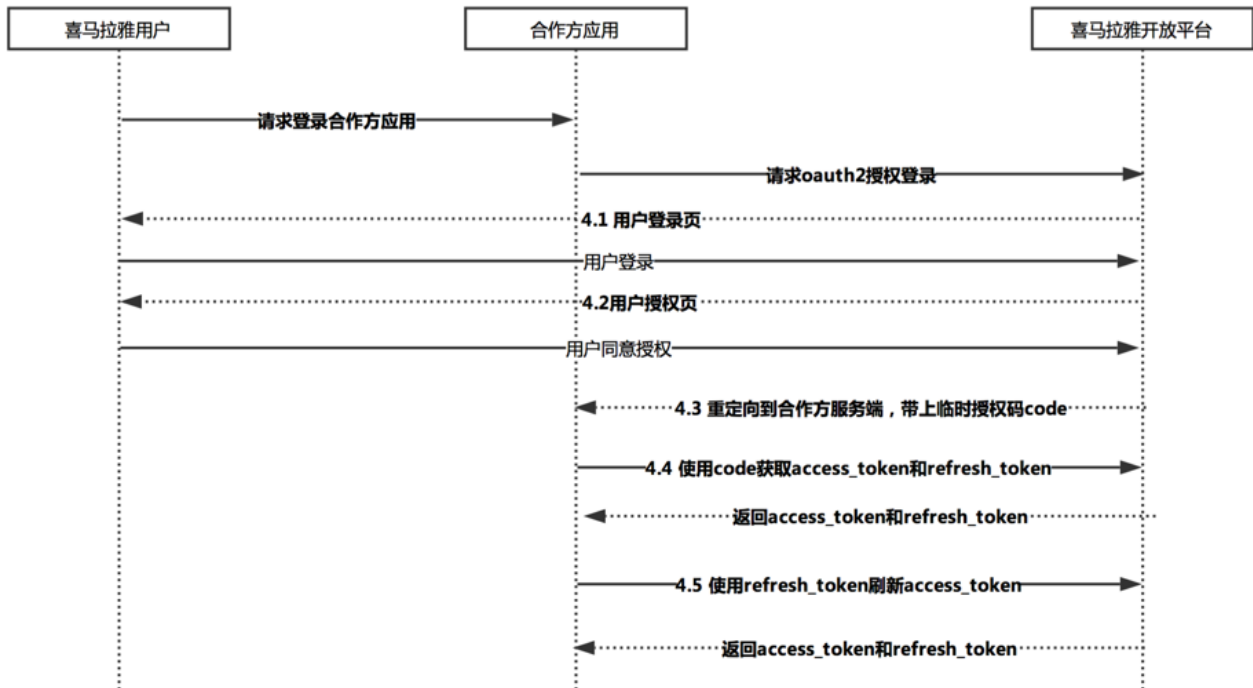 喜马拉雅用户
合作方应用
喜马拉雅开放平台
请求登录合作方应用
请求oauth2授权登录
4.1 用户登录页
用户登录
4.2用户授权页
用户同意授权
4.3 重定向到合作方服务端，带上临时授权码code
4.4 使用code获取access_token和refresh_token
返回access_token和refresh_token
4.5 使用refresh_token刷新access_token
返回access_token和refresh_token